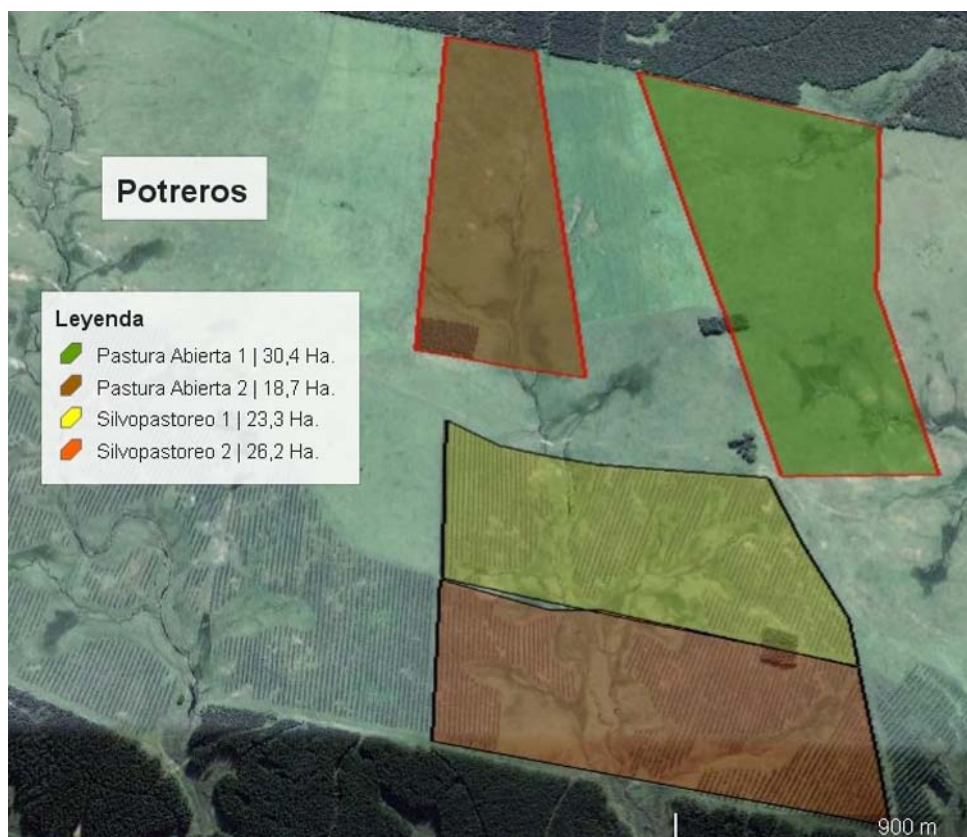 Potreros
Leyenda
Pastura Abierta 1 | 30,4 Ha.
Pastura Abierta 2 | 18,7 Ha.
Silvopastoreo 1 | 23,3 Ha.
Silvopastoreo 2 | 26,2 Ha.
900 m